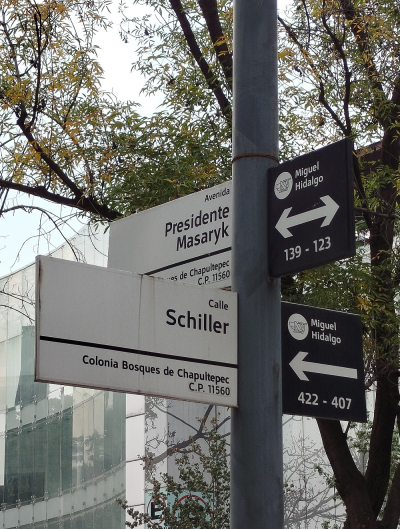 Avenida
Presidente
Masaryk
s de Chapultepec
C.P. 11560
Miguel
Hidalgo
139 - 123
Calle
Schiller
Colonia Bosques de Chapultepec
C.P. 11560
Miguel
Hidalgo
422 - 407